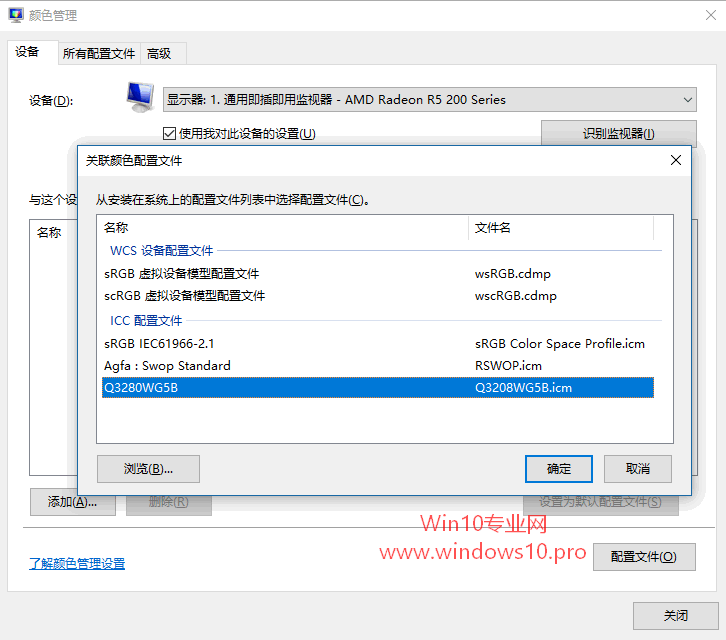 颜色管理
设备
所有配置文件
高级
设备(D):
显示器: 1. 通用即插即用监视器 - AMD Radeon R5 200 Series
使用我对此设备的设置(U)
识别监视器(I)
与这个设
名称
关联颜色配置文件
从安装在系统上的配置文件列表中选择配置文件(C)。
名称 文件名
WCS 设备配置文件
sRGB 虚拟设备模型配置文件 wsRGB.cdmp
scRGB 虚拟设备模型配置文件 wscRGB.cdmp
ICC 配置文件
sRGB IEC61966-2.1 sRGB Color Space Profile.icm
Agfa : Swop Standard RSWOP.icm
Q3280WG5B Q3208WG5B.icm
浏览(B)...
确定
取消
添加(A)...
删除(R)
设置为默认配置文件(S)
Win10专业网
www.windows10.pro
了解颜色管理设置
配置文件(O)
关闭